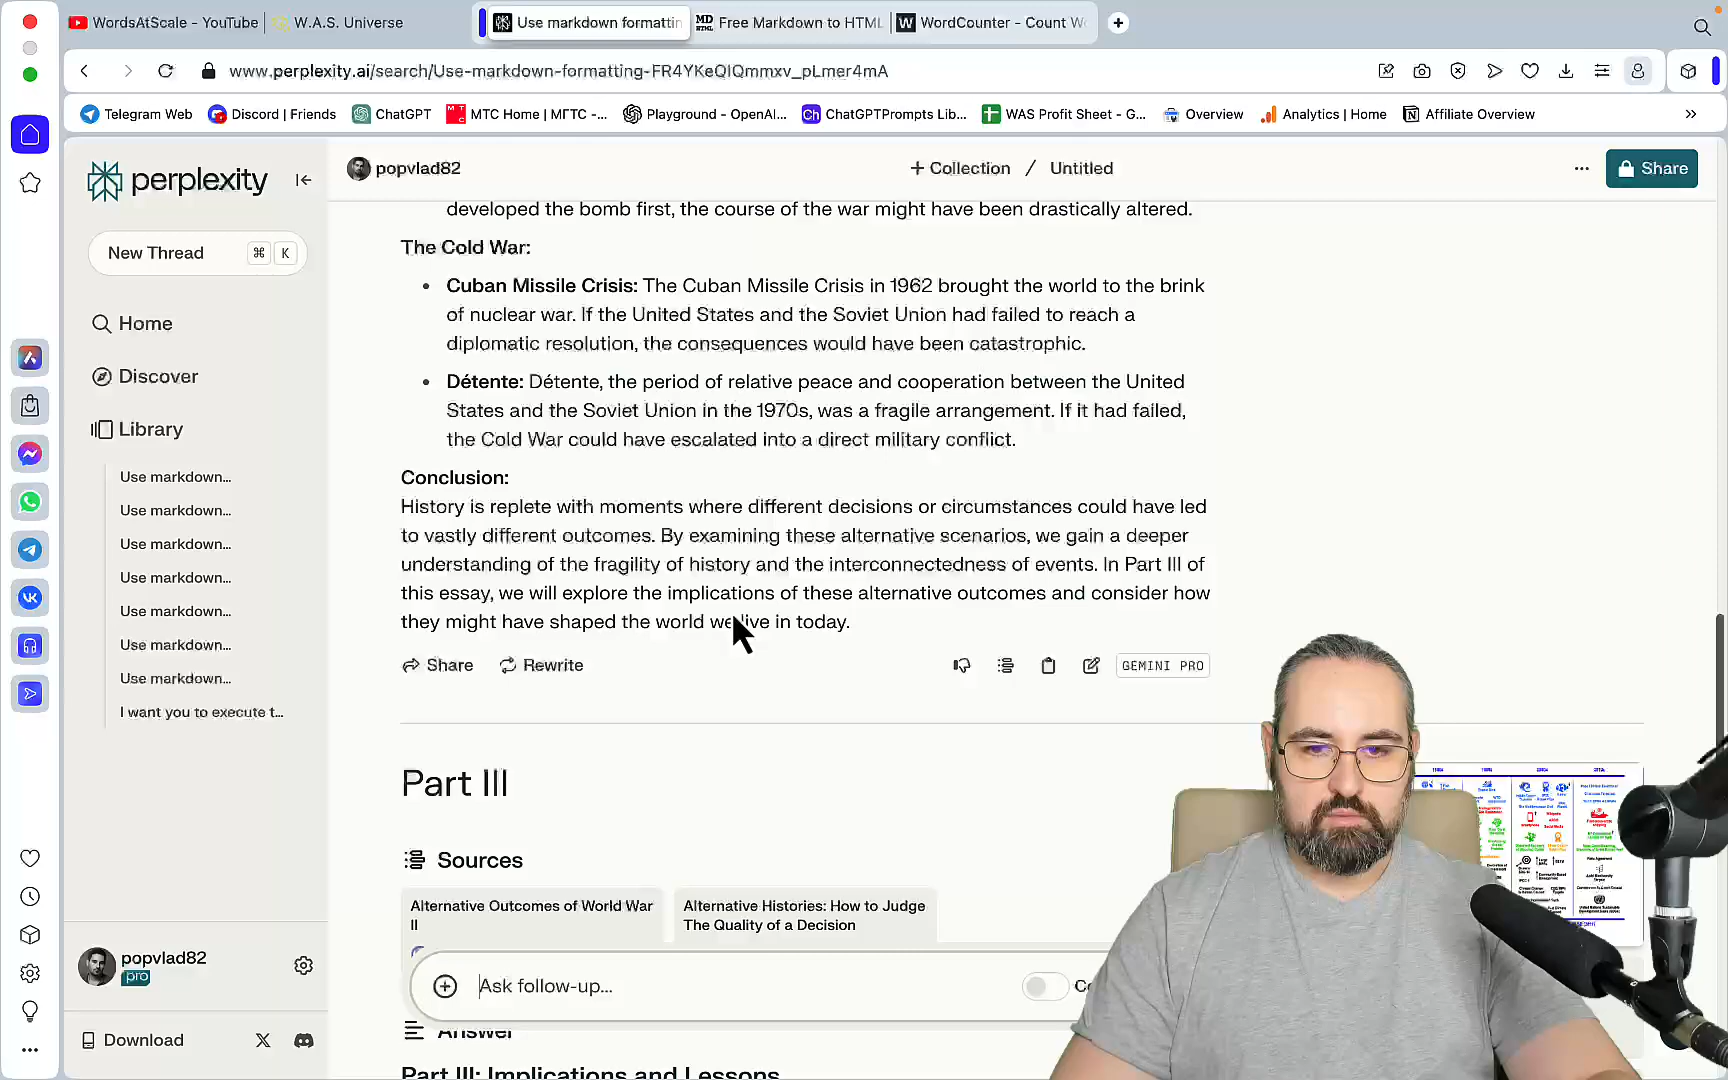 WordsAtScale - YouTube
W.A.S. Universe
Use markdown formattin
Free Markdown to HTML
WordCounter - Count Wo
www.perplexity.ai/search/Use-markdown-formatting-
Telegram Web
Discord | Friends
ChatGPT
MTC Home | МГТС -...
Playground - OpenAI...
ChatGPTPrompts Lib...
WAS Profit Sheet - G...
Overview
Analytics | Home
Affiliate Overview
perplexity
popvlad82
Collection / Untitled
Share
developed the bomb first, the course of the war might have been drastically altered.
New Thread
⌘ K
The Cold War:
• Cuban Missile Crisis: The Cuban Missile Crisis in 1962 brought the world to the brink
of nuclear war. If the United States and the Soviet Union had failed to reach a
diplomatic resolution, the consequences would have been catastrophic.
• Détente: Détente, the period of relative peace and cooperation between the United
States and the Soviet Union in the 1970s, was a fragile arrangement. If it had failed,
the Cold War could have escalated into a direct military conflict.
Conclusion:
History is replete with moments where different decisions or circumstances could have led
to vastly different outcomes. By examining these alternative scenarios, we gain a deeper
understanding of the fragility of history and the interconnectedness of events. In Part III of
this essay, we will explore the implications of these alternative outcomes and consider how
they might have shaped the world we live in today.
Home
Discover
Library
Use markdown...
Use markdown...
Use markdown...
Use markdown...
Use markdown...
Use markdown...
Use markdown...
I want you to execute t...
Share
Rewrite
GEMINI PRO
Part III
Sources
Alternative Outcomes of World War
II
Alternative Histories: How to Judge
The Quality of a Decision
popvlad82
pro
Ask follow-up...
Answer
Download
Part III: Implications and Lessons